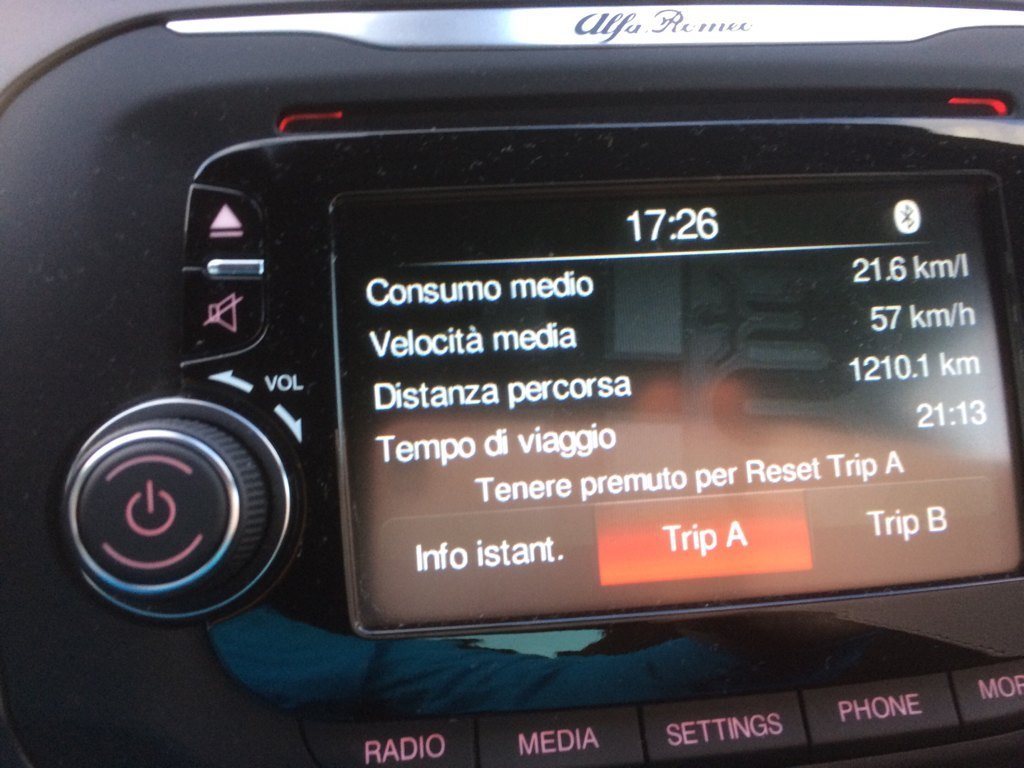 Alfa Romeo
17:26
Consumo medio 21.6 km/l
Velocità media 57 km/h
Distanza percorsa 1210.1 km
Tempo di viaggio 21:13
Tenere premuto per Reset Trip A
Info istant. Trip A Trip B
VOL
RADIO MEDIA SETTINGS PHONE